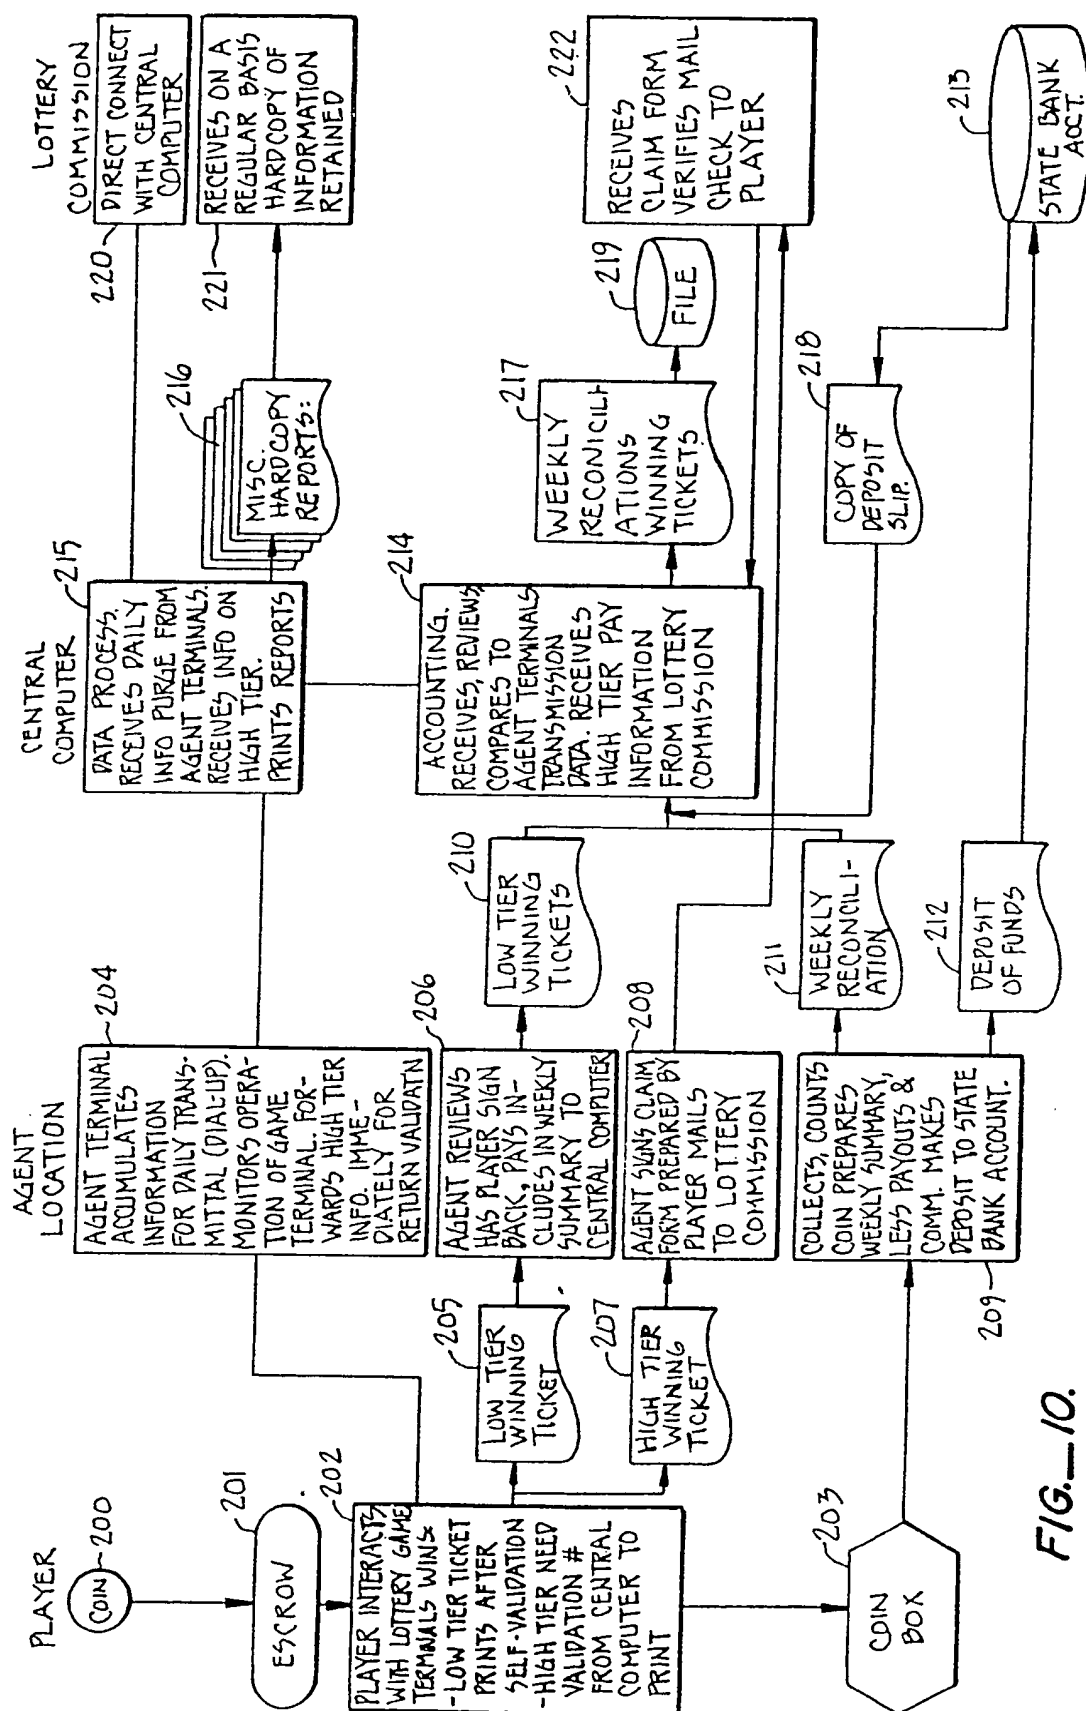 PLAYER
COIN
200
ESCROW
201
202
PLAYER INTERACTS
WITH LOTTERY GAME
TERMINALS WINS:
-LOW TIER TICKET
PRINTS AFTER
SELF-VALIDATION
-HIGH TIER NEED
VALIDATION #
FROM CENTRAL
COMPUTER TO
PRINT
COIN
BOX
203
205
LOW TIER
WINNING
TICKET
207
HIGH TIER
WINNING
TICKET
AGENT
LOCATION
204
AGENT TERMINAL
ACCUMULATES
INFORMATION
FOR DAILY TRANS-
MITTAL (DIAL-UP).
MONITORS OPERA-
TION OF GAME
TERMINAL. FOR-
WARDS HIGH TIER
INFO. IMME-
DIATELY FOR
RETURN VALIDATN
206
AGENT REVIEWS
HAS PLAYER SIGN
BACK, PAYS IN-
CLUDES IN WEEKLY
SUMMARY TO
CENTRAL COMPUTER
208
AGENT SIGNS CLAIM,
FORM PREPARED BY
PLAYER MAILS
TO LOTTERY
COMMISSION
COLLECTS, COUNTS
COIN PREPARES
WEEKLY SUMMARY,
LESS PAYOUTS &
COMM. MAKES
DEPOSIT TO STATE
BANK ACCOUNT.
209
210
LOW TIER
WINNING
TICKETS
211
WEEKLY
RECONCILI-
ATION
212
DEPOSIT
OF FUNDS
CENTRAL
COMPUTER
215
DATA PROCESS.
RECEIVES DAILY
INFO PURGE FROM
AGENT TERMINALS.
RECEIVES INFO ON
HIGH TIER.
PRINTS REPORTS
214
ACCOUNTING.
RECEIVES, REVIEWS,
COMPARES TO
AGENT TERMINALS
TRANSMISSION
DATA. RECEIVES
HIGH TIER PAY
INFORMATION
FROM LOTTERY
COMMISSION
216
MISC.
HARDCOPY
REPORTS:
217
WEEKLY
RECONICILI-
ATIONS
WINNING
TICKETS
218
COPY OF
DEPOSIT
SLIP.
219
FILE
LOTTERY
COMMISSION
220
DIRECT CONNECT
WITH CENTRAL
COMPUTER
221
RECEIVES ON A
REGULAR BASIS
HARDCOPY OF
INFORMATION
RETAINED
222
RECEIVES
CLAIM FORM
VERIFIES MAIL
CHECK TO
PLAYER
213
STATE BANK
ACCT.
FIG._10.